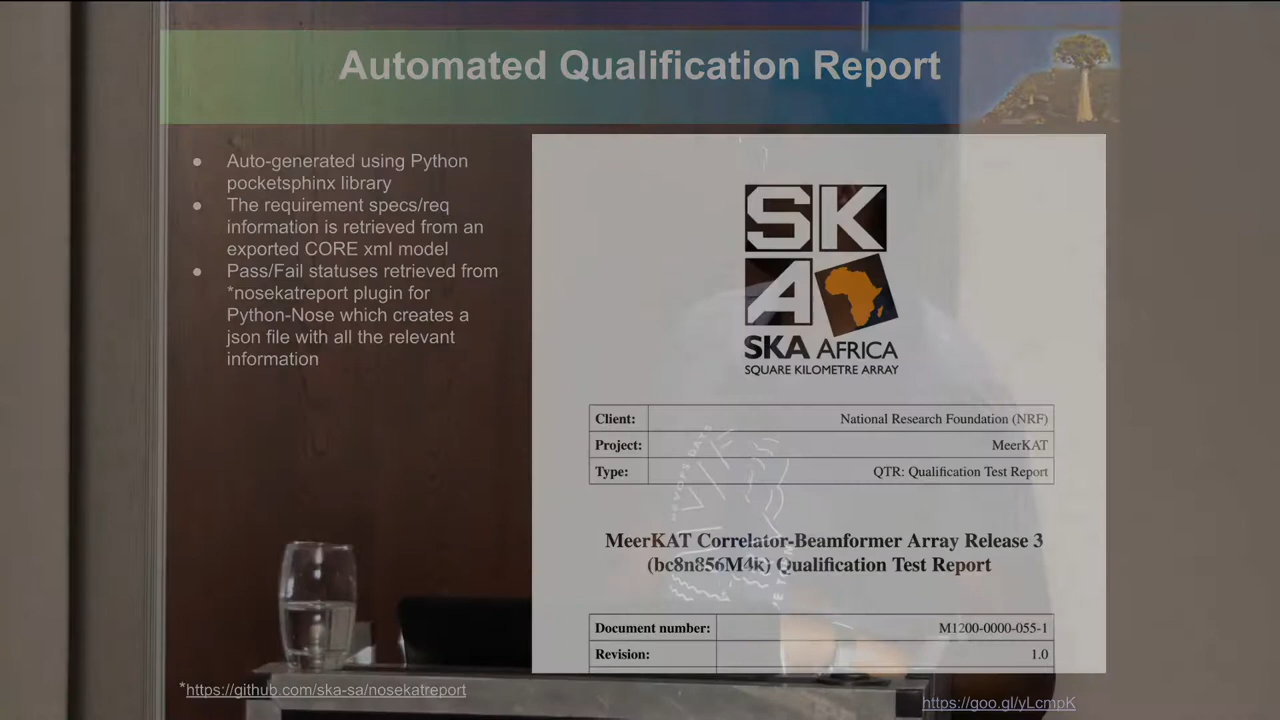 Automated Qualification Report
● Auto-generated using Python
pocketsphinx library
● The requirement specs/req
information is retrieved from an
exported CORE xml model
● Pass/Fail statuses retrieved from
*nosekatreport plugin for
Python-Nose which creates a
json file with all the relevant
information
SK
A
SKA AFRICA
SQUARE KILOMETRE ARRAY
Client: National Research Foundation (NRF)
Project: MeerKAT
Type: QTR: Qualification Test Report
MeerKAT Correlator-Beamformer Array Release 3
(bc8n856M4k) Qualification Test Report
Document number: M1200-0000-055-1
Revision: 1.0
*https://github.com/ska-sa/nosekatreport
https://goo.gl/yLcmpK